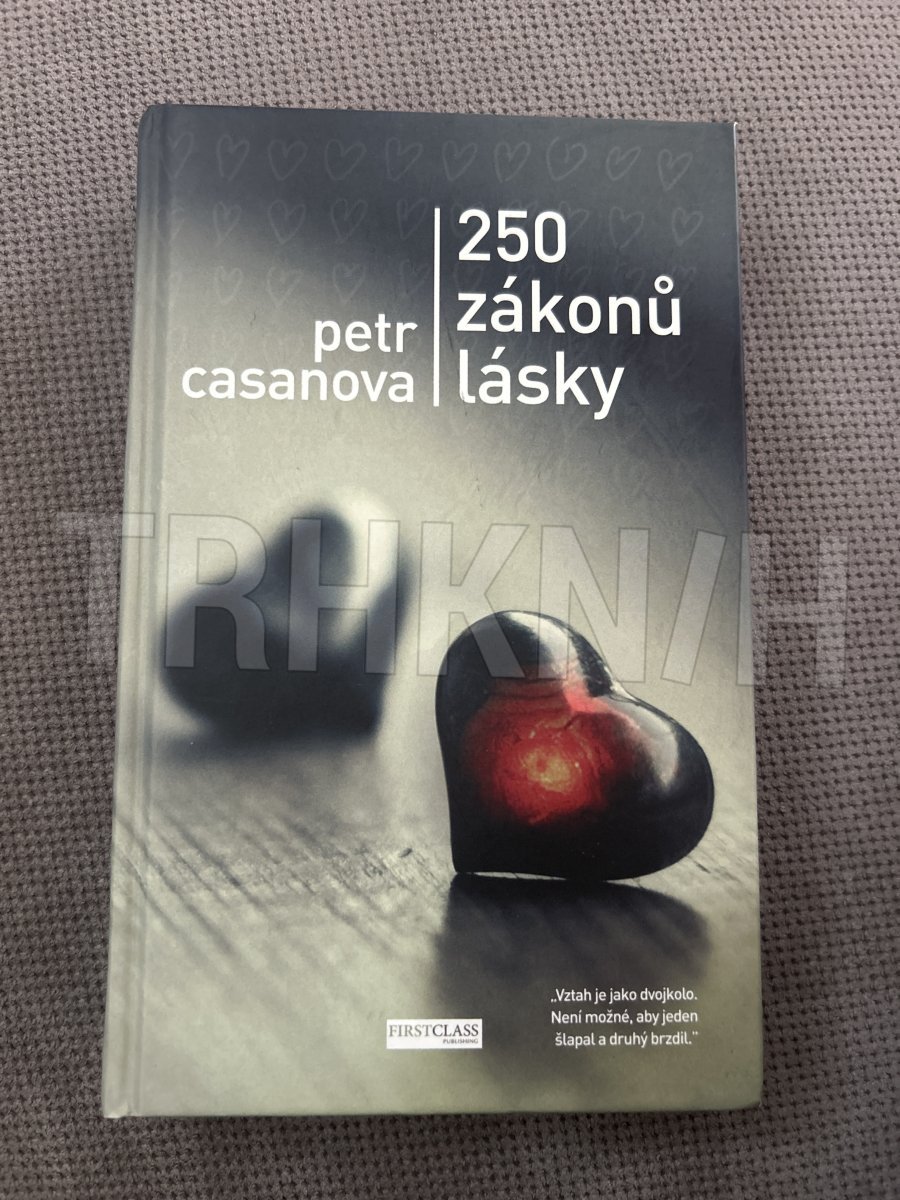 petr
casanova
250
zákonů
lásky
TRHKNIH
„Vztah je jako dvojkolo.
Není možné, aby jeden
šlapal a druhý brzdil.”
FIRSTCLASS
PUBLISHING